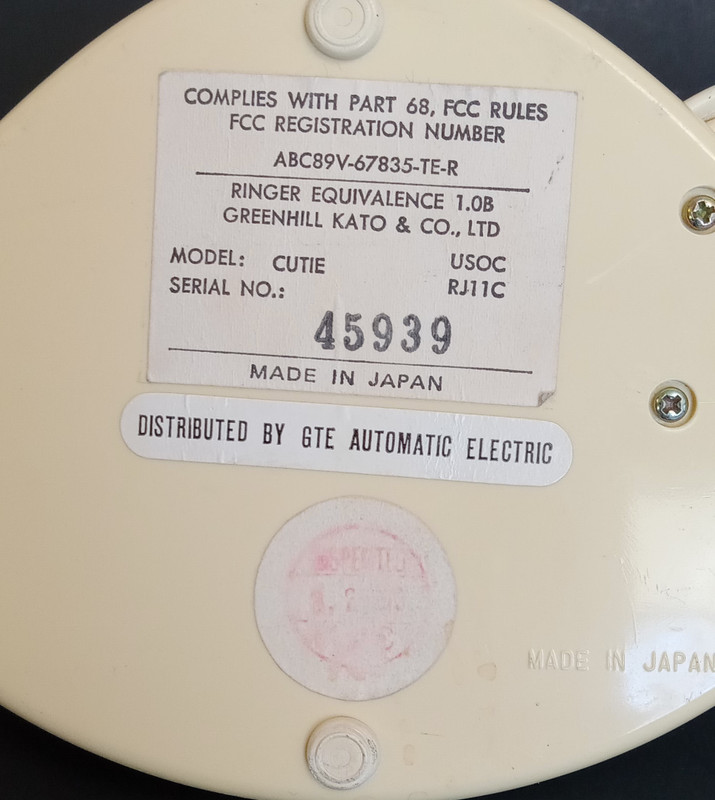 COMPLIES WITH PART 68, FCC RULES
FCC REGISTRATION NUMBER
ABC89V-67835-TE-R
RINGER EQUIVALENCE 1.0B
GREENHILL KATO & CO., LTD
MODEL: CUTIE USOC
SERIAL NO.: RJ11C
45939
MADE IN JAPAN
DISTRIBUTED BY GTE AUTOMATIC ELECTRIC
MADE IN JAPAN